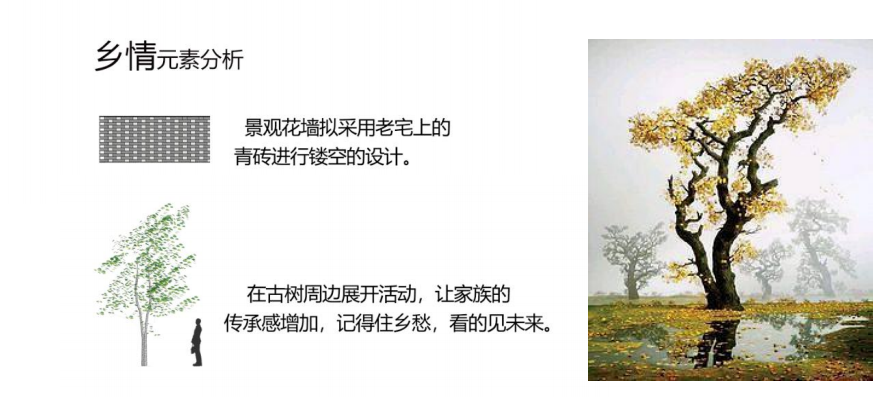 乡情元素分析
景观花墙拟采用老宅上的
青砖进行镂空的设计。
在古树周边展开活动，让家族的
传承感增加，记得住乡愁，看的见未来。